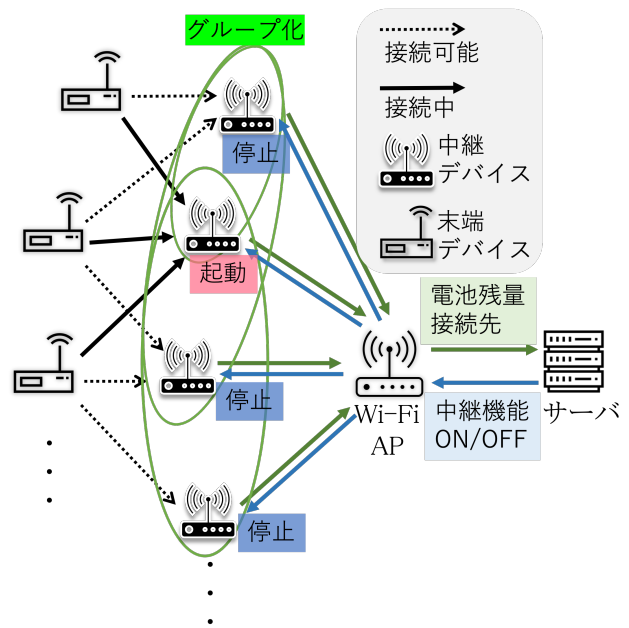 グループ化
接続可能
接続中
中継
デバイス
末端
デバイス
停止
起動
停止
停止
電池残量
接続先
Wi-Fi
AP
中継機能
ON/OFF
サーバ